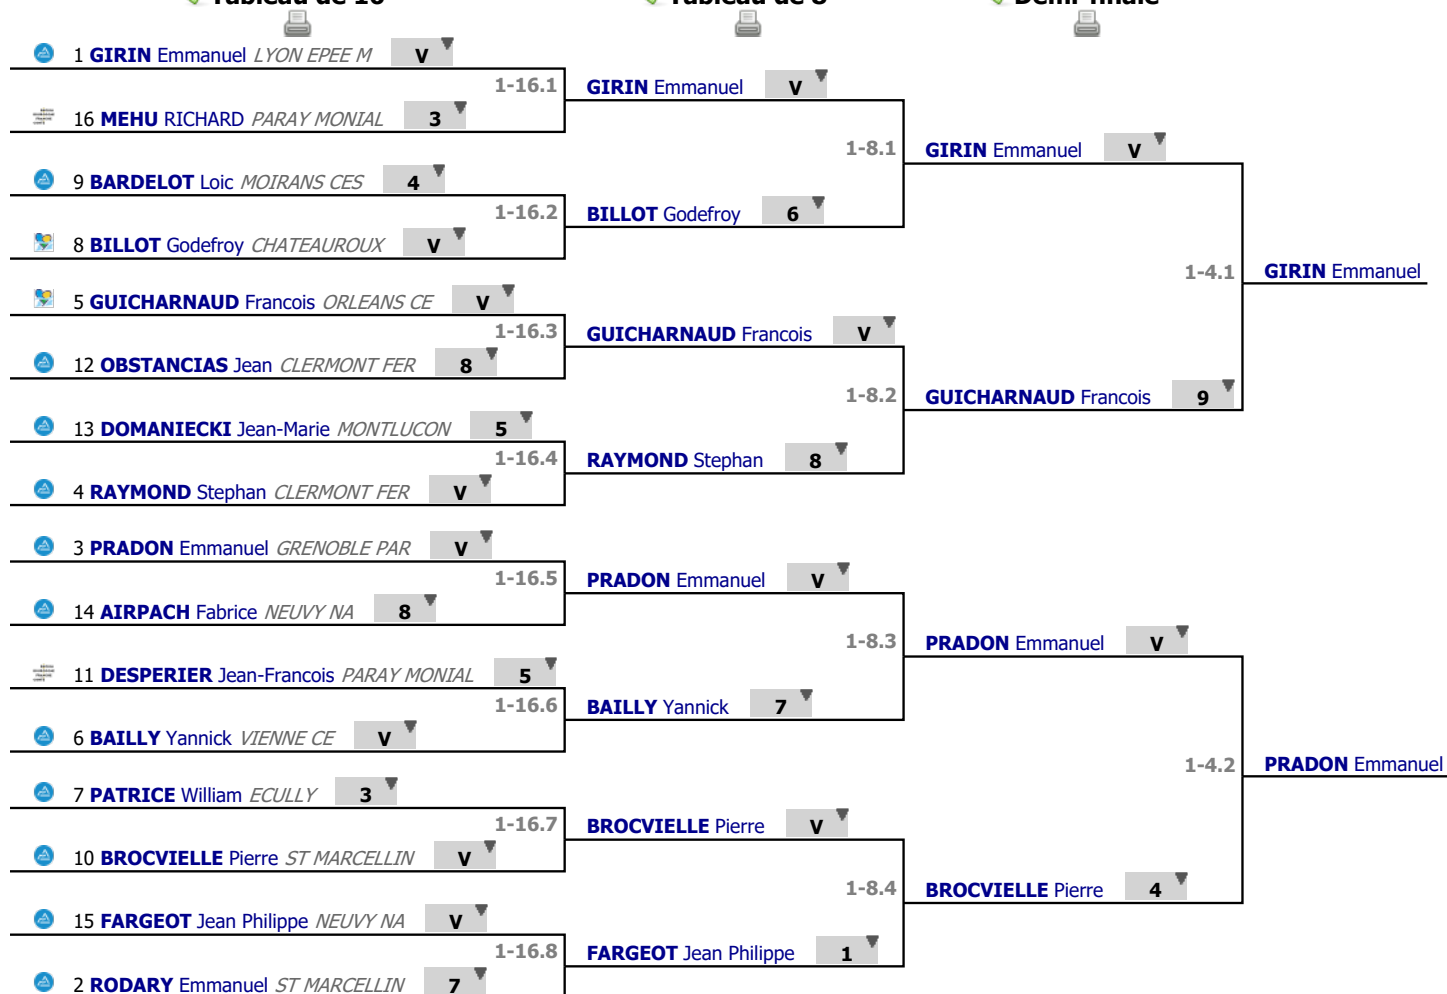 Tableau de 16
Tableau de 8
Demi-finale
1 GIRIN Emmanuel LYON EPEE M V
1-16.1
16 MEHU RICHARD PARAY MONIAL 3
9 BARDELOT Loic MOIRANS CES 4
1-16.2
8 BILLOT Godefroy CHATEAUROUX V
5 GUICHARNAUD Francois ORLEANS CE V
1-16.3
12 OBSTANCIAS Jean CLERMONT FER 8
13 DOMANIECKI Jean-Marie MONTLUCON 5
1-16.4
4 RAYMOND Stephan CLERMONT FER V
3 PRADON Emmanuel GRENOBLE PAR V
1-16.5
14 AIRPACH Fabrice NEUVY NA 8
11 DESPERIER Jean-Francois PARAY MONIAL 5
1-16.6
6 BAILLY Yannick VIENNE CE V
7 PATRICE William ECULLY 3
1-16.7
10 BROCVIELLE Pierre ST MARCELLIN V
15 FARGEOT Jean Philippe NEUVY NA V
1-16.8
2 RODARY Emmanuel ST MARCELLIN 7
GIRIN Emmanuel V
1-8.1
BILLOT Godefroy 6
GUICHARNAUD Francois V
1-8.2
RAYMOND Stephan 8
PRADON Emmanuel V
1-8.3
BAILLY Yannick 7
BROCVIELLE Pierre V
1-8.4
FARGEOT Jean Philippe 1
GIRIN Emmanuel V
1-4.1
GUICHARNAUD Francois 9
PRADON Emmanuel V
1-4.2
BROCVIELLE Pierre 4
GIRIN Emmanuel
PRADON Emmanuel